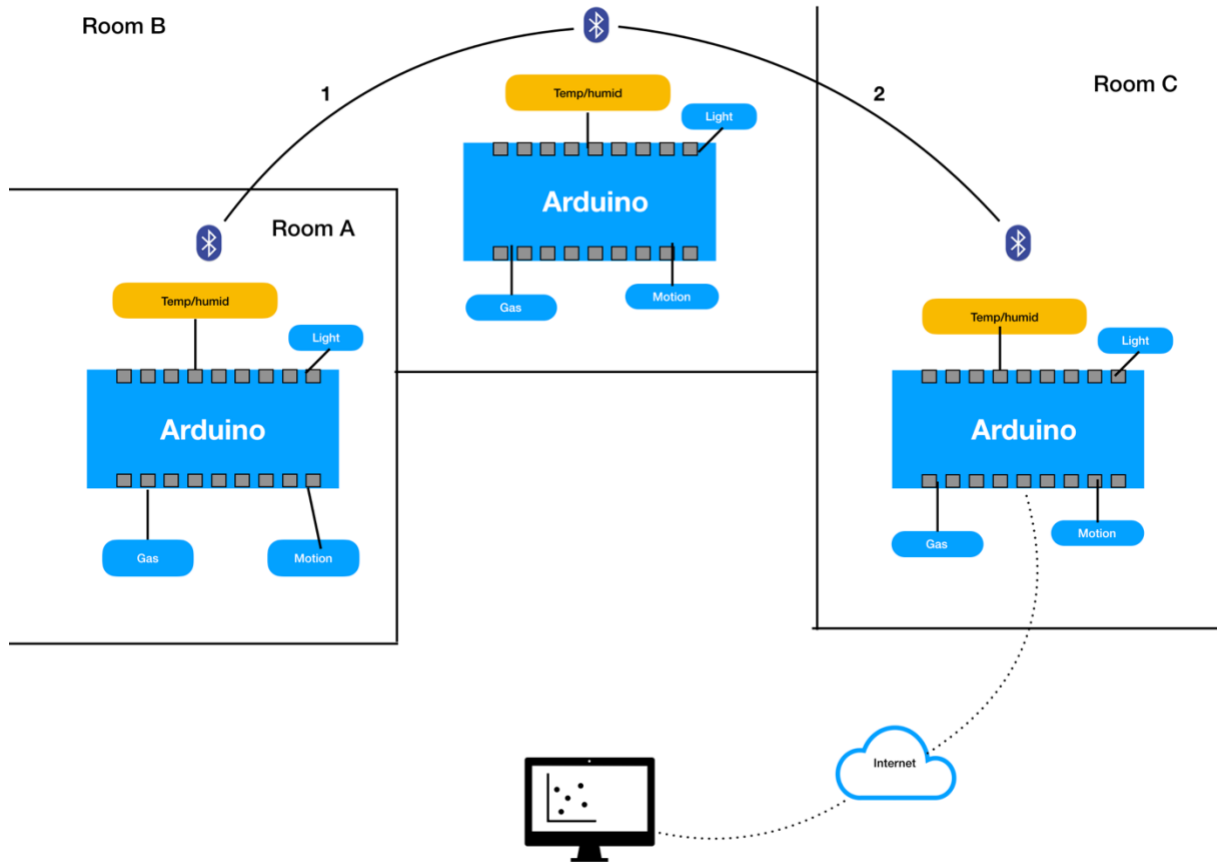 Room B
1
2
Room C
Temp/humid
Light
Arduino
Gas
Motion
Room A
Temp/humid
Light
Arduino
Gas
Motion
Temp/humid
Light
Arduino
Gas
Motion
Internet